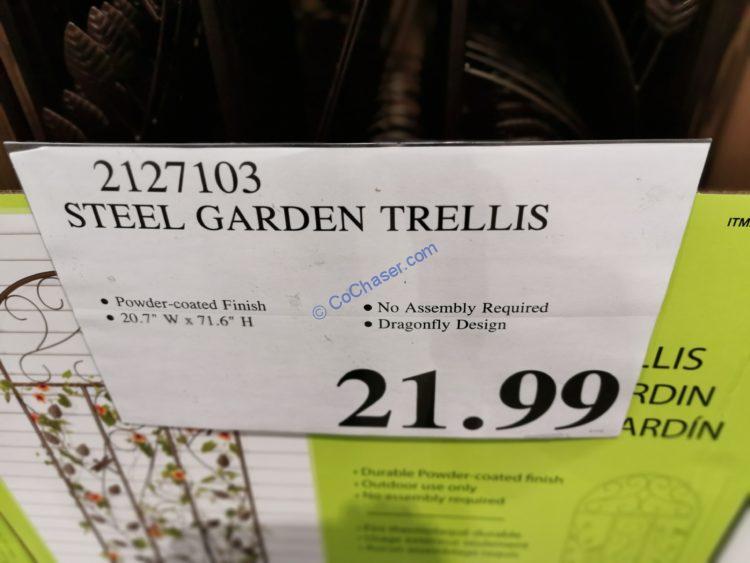 2127103
STEEL GARDEN TRELLIS
© CoChaser.com
• Powder-coated Finish
• 20.7" W x 71.6" H
• No Assembly Required
• Dragonfly Design
21.99
ITM
LLIS
RDIN
ARDÍN
• Durable Powder-coated finish
• Outdoor use only
• No assembly required